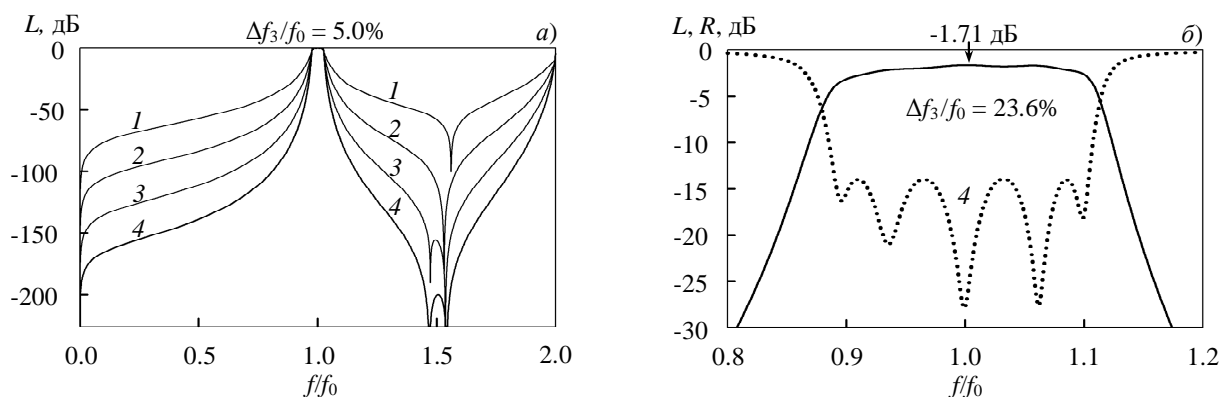 L, дБ
Δf₃/f₀ = 5.0%
а)
0
-50
-100
-150
-200
1
2
3
4
1
2
3
4
0.0 0.5 1.0 1.5 2.0
f/f₀
L, R, дБ
-1.71 дБ
б)
0
-5
-10
-15
-20
-25
-30
Δf₃/f₀ = 23.6%
4
0.8 0.9 1.0 1.1 1.2
f/f₀